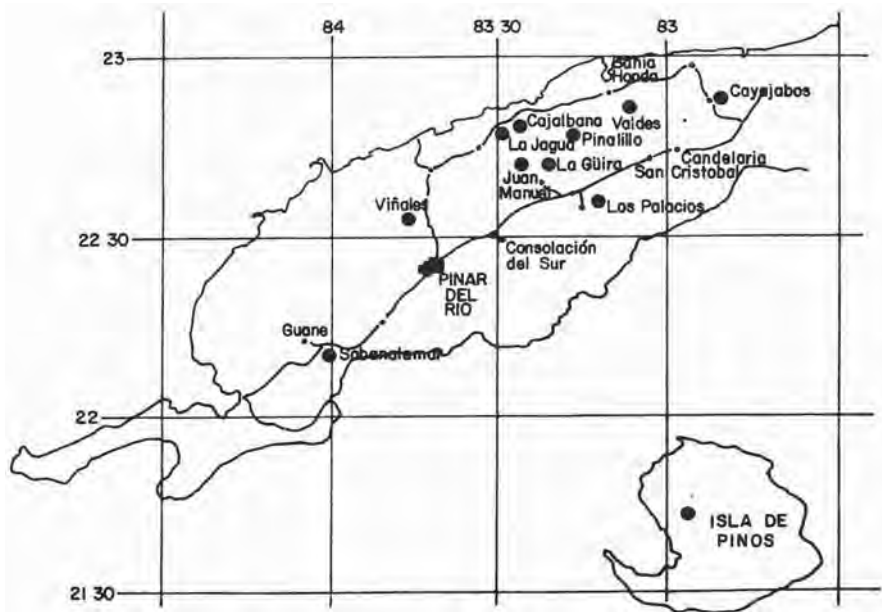 84
83 30
83
23
Bahia
Honda
Cayajabos
Cajalbana
Valdes
La Jagua
Pinalillo
La Güira
Candelaria
San Cristobal
Juan
Manuel
Viñales
Los Palacios
22 30
Consolación
del Sur
PINAR
DEL
RIO
Guane
Sabanalamar
22
ISLA DE
PINOS
21 30